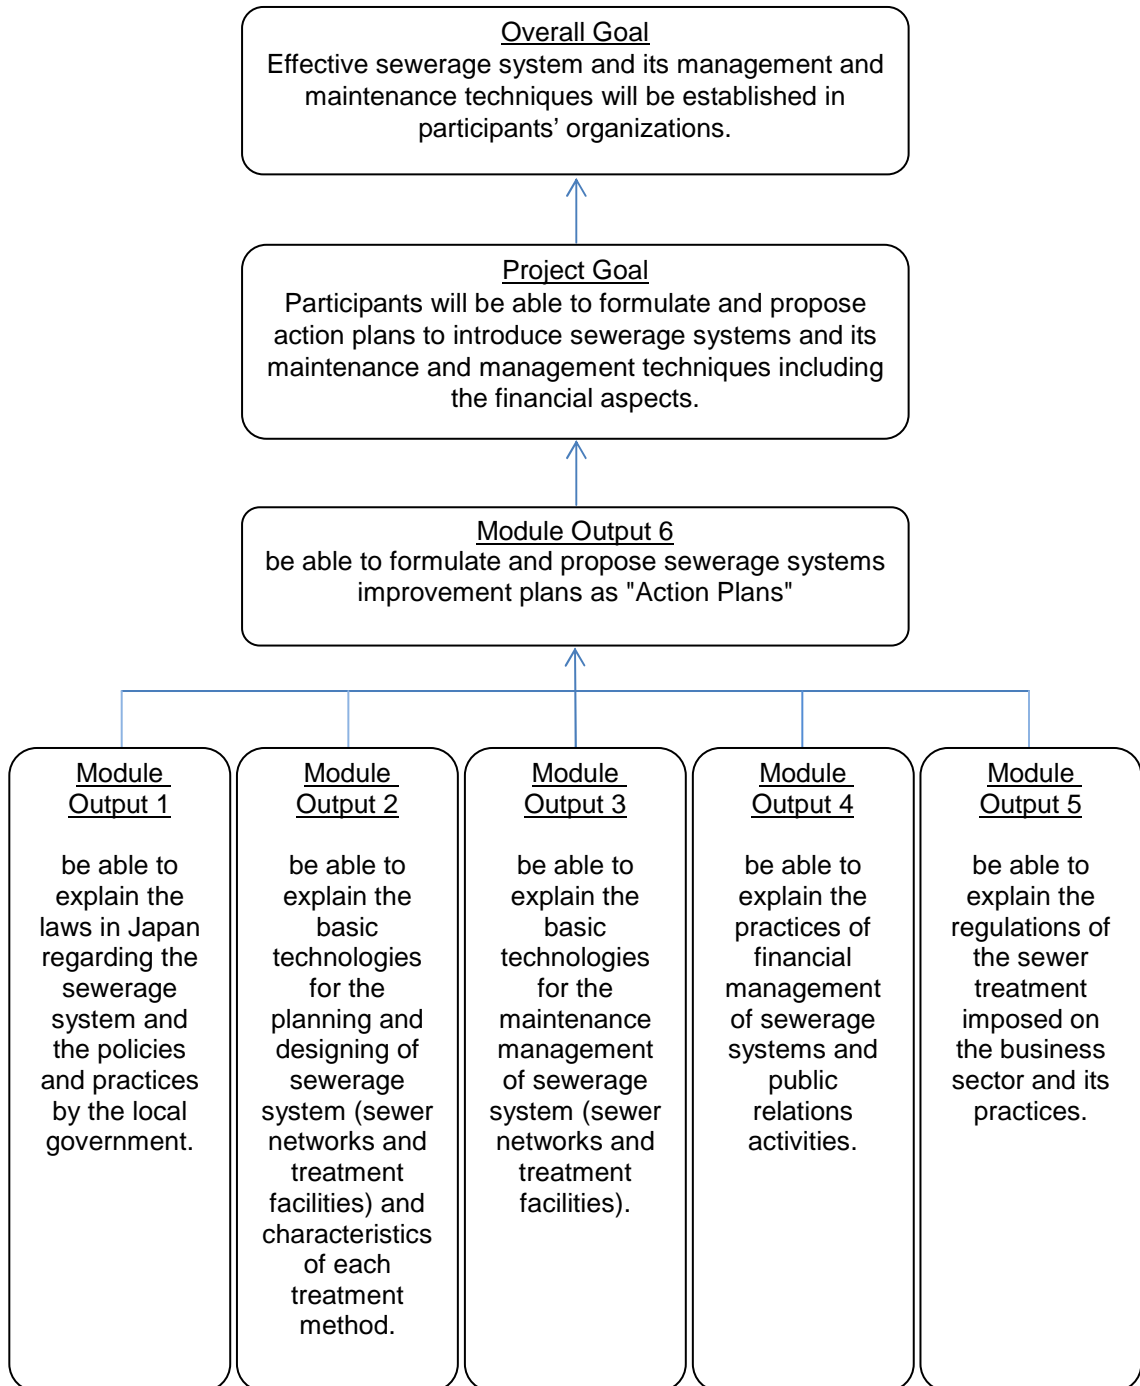 Overall Goal
Effective sewerage system and its management and
maintenance techniques will be established in
participants’ organizations.
Project Goal
Participants will be able to formulate and propose
action plans to introduce sewerage systems and its
maintenance and management techniques including
the financial aspects.
Module Output 6
be able to formulate and propose sewerage systems
improvement plans as "Action Plans"
Module
Output 1
be able to
explain the
laws in Japan
regarding the
sewerage
system and
the policies
and practices
by the local
government.
Module
Output 2
be able to
explain the
basic
technologies
for the
planning and
designing of
sewerage
system (sewer
networks and
treatment
facilities) and
characteristics
of each
treatment
method.
Module
Output 3
be able to
explain the
basic
technologies
for the
maintenance
management
of sewerage
system (sewer
networks and
treatment
facilities).
Module
Output 4
be able to
explain the
practices of
financial
management
of sewerage
systems and
public
relations
activities.
Module
Output 5
be able to
explain the
regulations of
the sewer
treatment
imposed on
the business
sector and its
practices.